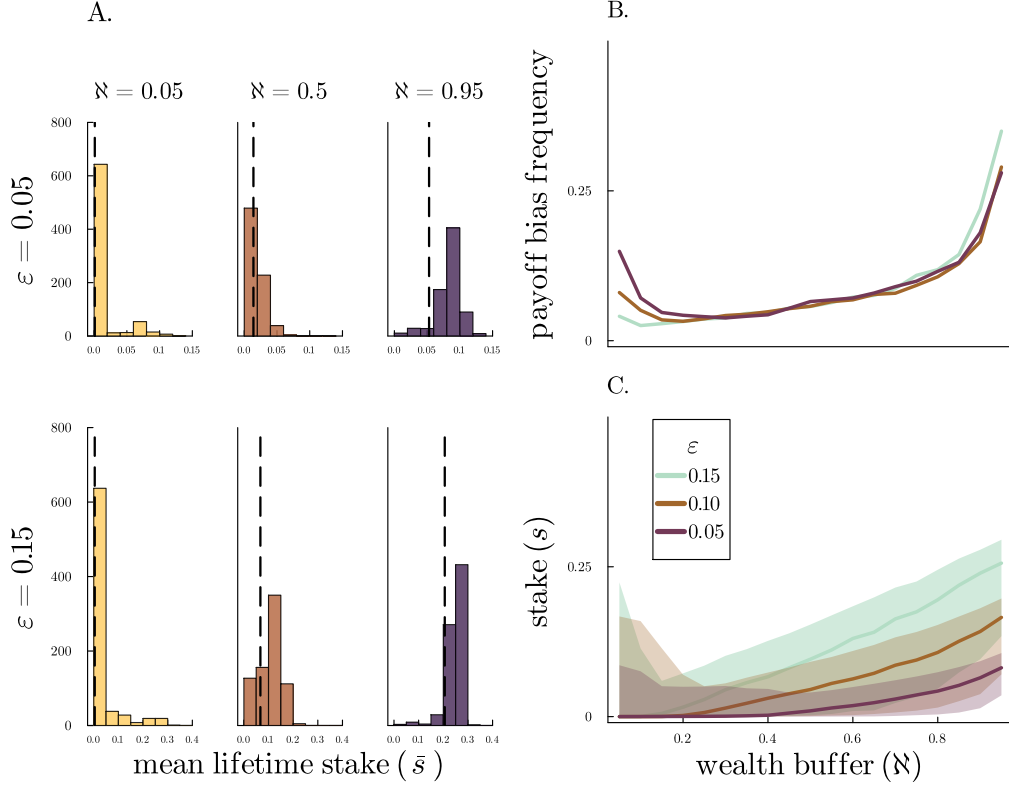 A.
ℵ = 0.05
ℵ = 0.5
ℵ = 0.95
ε = 0.05
800
600
400
200
0
0.0 0.05 0.1 0.15
0.0 0.1 0.2 0.3 0.4 0.15
0.0 0.05 0.1 0.15
ε = 0.15
800
600
400
200
0
0.0 0.1 0.2 0.3 0.4
0.0 0.1 0.2 0.3 0.4
0.0 0.1 0.2 0.3 0.4
mean lifetime stake ( s̄ )
B.
payoff bias frequency
0.25
0
C.
ε
0.15
0.10
0.05
stake (s)
0.25
0
0.2 0.4 0.6 0.8
wealth buffer (ℵ)